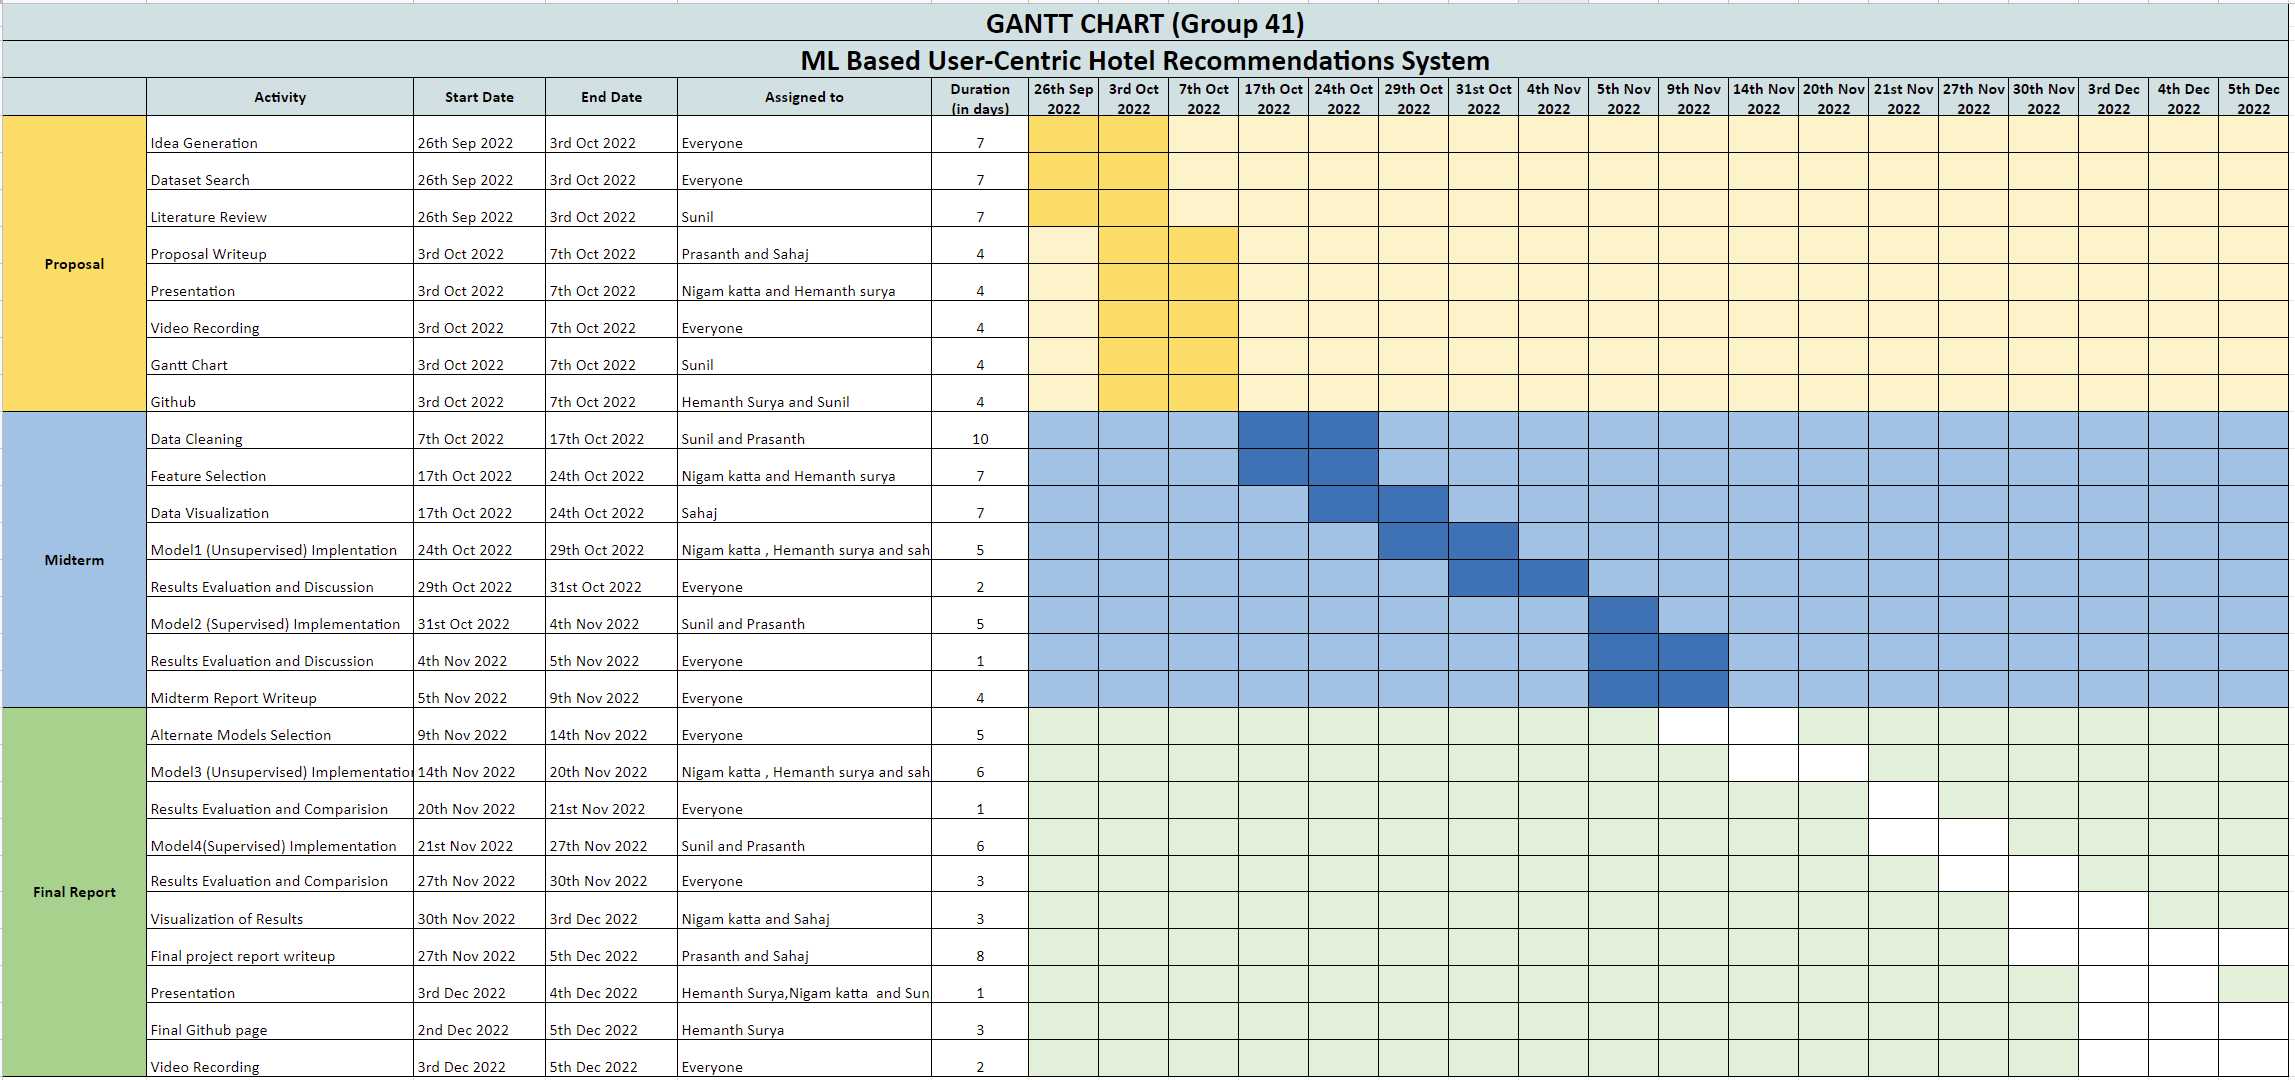 GANTT CHART (Group 41)
ML Based User-Centric Hotel Recommendations System
Activity Start Date End Date Assigned to Duration (in days) 26th Sep 2022 3rd Oct 2022 7th Oct 2022 17th Oct 2022 24th Oct 2022 29th Oct 2022 31st Oct 2022 4th Nov 2022 5th Nov 2022 9th Nov 2022 14th Nov 2022 20th Nov 2022 21st Nov 2022 27th Nov 2022 30th Nov 2022 3rd Dec 2022 4th Dec 2022 5th Dec 2022
Proposal
Idea Generation 26th Sep 2022 3rd Oct 2022 Everyone 7
Dataset Search 26th Sep 2022 3rd Oct 2022 Everyone 7
Literature Review 26th Sep 2022 3rd Oct 2022 Sunil 7
Proposal Writeup 3rd Oct 2022 7th Oct 2022 Prasanth and Sahaj 4
Presentation 3rd Oct 2022 7th Oct 2022 Nigam katta and Hemanth surya 4
Video Recording 3rd Oct 2022 7th Oct 2022 Everyone 4
Gantt Chart 3rd Oct 2022 7th Oct 2022 Sunil 4
Github 3rd Oct 2022 7th Oct 2022 Hemanth Surya and Sunil 4
Midterm
Data Cleaning 7th Oct 2022 17th Oct 2022 Sunil and Prasanth 10
Feature Selection 17th Oct 2022 24th Oct 2022 Nigam katta and Hemanth surya 7
Data Visualization 17th Oct 2022 24th Oct 2022 Sahaj 7
Model1 (Unsupervised) Implentation 24th Oct 2022 29th Oct 2022 Nigam katta , Hemanth surya and sah 5
Results Evaluation and Discussion 29th Oct 2022 31st Oct 2022 Everyone 2
Model2 (Supervised) Implementation 31st Oct 2022 4th Nov 2022 Sunil and Prasanth 5
Results Evaluation and Discussion 4th Nov 2022 5th Nov 2022 Everyone 1
Midterm Report Writeup 5th Nov 2022 9th Nov 2022 Everyone 4
Final Report
Alternate Models Selection 9th Nov 2022 14th Nov 2022 Everyone 5
Model3 (Unsupervised) Implementatio 14th Nov 2022 20th Nov 2022 Nigam katta , Hemanth surya and sah 6
Results Evaluation and Comparision 20th Nov 2022 21st Nov 2022 Everyone 1
Model4(Supervised) Implementation 21st Nov 2022 27th Nov 2022 Sunil and Prasanth 6
Results Evaluation and Comparision 27th Nov 2022 30th Nov 2022 Everyone 3
Visualization of Results 30th Nov 2022 3rd Dec 2022 Nigam katta and Sahaj 3
Final project report writeup 27th Nov 2022 5th Dec 2022 Prasanth and Sahaj 8
Presentation 3rd Dec 2022 4th Dec 2022 Hemanth Surya,Nigam katta  and Sun 1
Final Github page 2nd Dec 2022 5th Dec 2022 Hemanth Surya 3
Video Recording 3rd Dec 2022 5th Dec 2022 Everyone 2